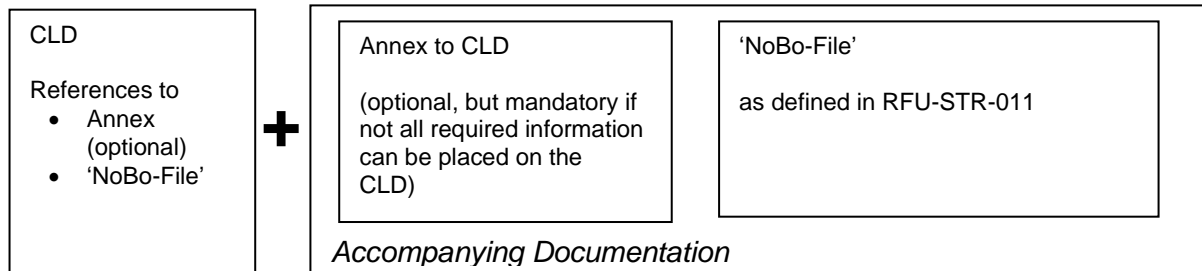 CLD
References to
• Annex
(optional)
• ‘NoBo-File’
+
Annex to CLD
(optional, but mandatory if
not all required information
can be placed on the
CLD)
‘NoBo-File’
as defined in RFU-STR-011
Accompanying Documentation